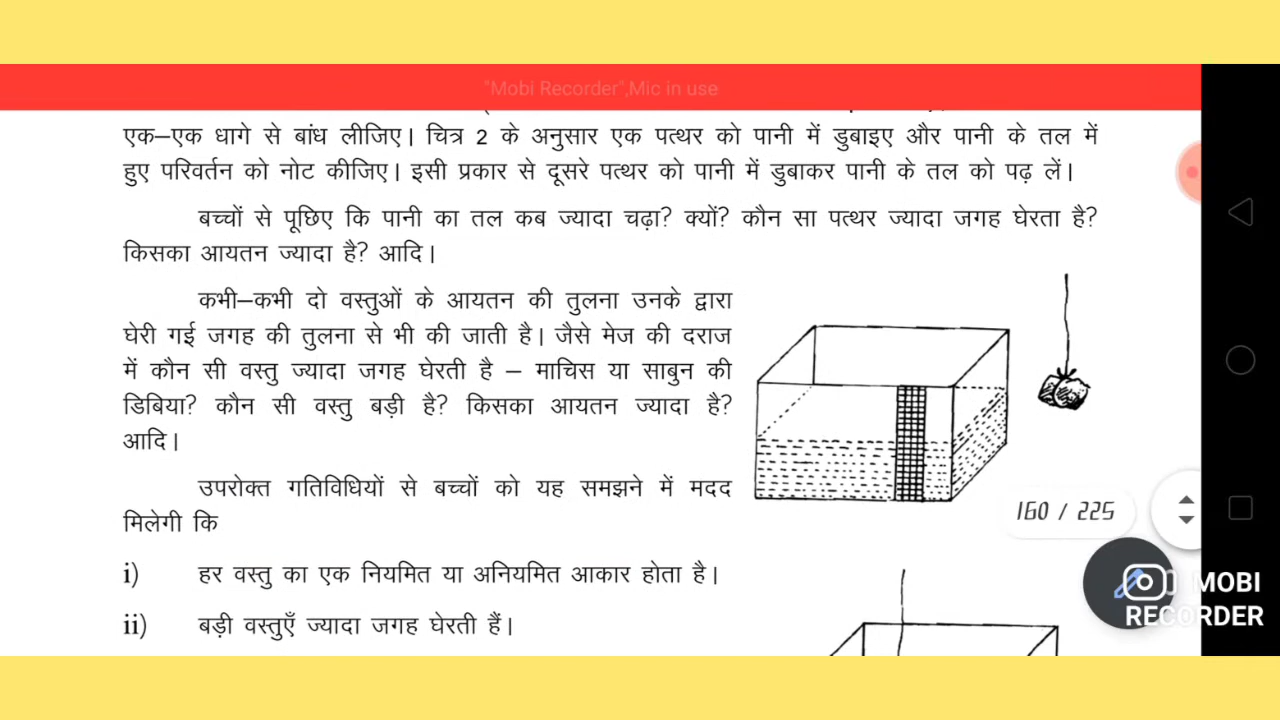 "Mobi Recorder",Mic in use
एक–एक धागे से बांध लीजिए। चित्र 2 के अनुसार एक पत्थर को पानी में डुबाइए और पानी के तल में
हुए परिवर्तन को नोट कीजिए। इसी प्रकार से दूसरे पत्थर को पानी में डुबाकर पानी के तल को पढ़ लें।
बच्चों से पूछिए कि पानी का तल कब ज्यादा चढ़ा? क्यों? कौन सा पत्थर ज्यादा जगह घेरता है?
किसका आयतन ज्यादा है? आदि।
कभी–कभी दो वस्तुओं के आयतन की तुलना उनके द्वारा
घेरी गई जगह की तुलना से भी की जाती है। जैसे मेज की दराज
में कौन सी वस्तु ज्यादा जगह घेरती है – माचिस या साबुन की
डिबिया? कौन सी वस्तु बड़ी है? किसका आयतन ज्यादा है?
आदि।
उपरोक्त गतिविधियों से बच्चों को यह समझने में मदद
मिलेगी कि
160 / 225
i) हर वस्तु का एक नियमित या अनियमित आकार होता है।
ii) बड़ी वस्तुएँ ज्यादा जगह घेरती हैं।
MOBI
RECORDER